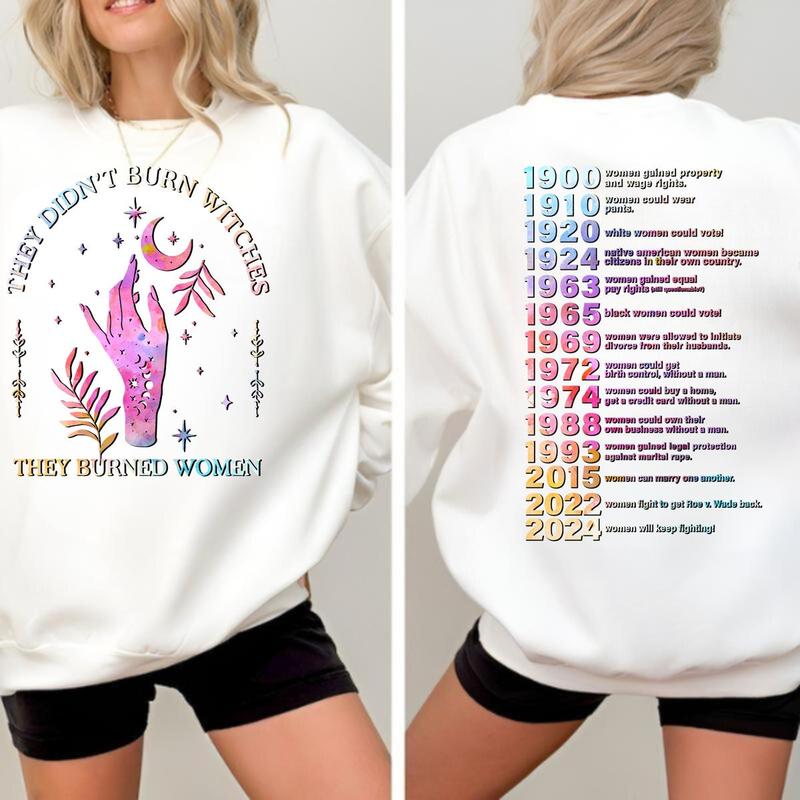 THEY DIDN'T BURN WITCHES
THEY BURNED WOMEN
1900 women gained property
and wage rights.
1910 women could wear
pants.
1920 white women could vote!
1924 native american women became
citizens in their own country.
1963 women gained equal
pay rights (still questionable?)
1965 black women could vote!
1969 women were allowed to initiate
divorce from their husbands.
1972 women could get
birth control, without a man.
1974 women could buy a home,
get a credit card without a man.
1988 women could own their
own business without a man.
1993 women gained legal protection
against marital rape.
2015 women can marry one another.
2022 women fight to get Roe v. Wade back.
2024 women will keep fighting!